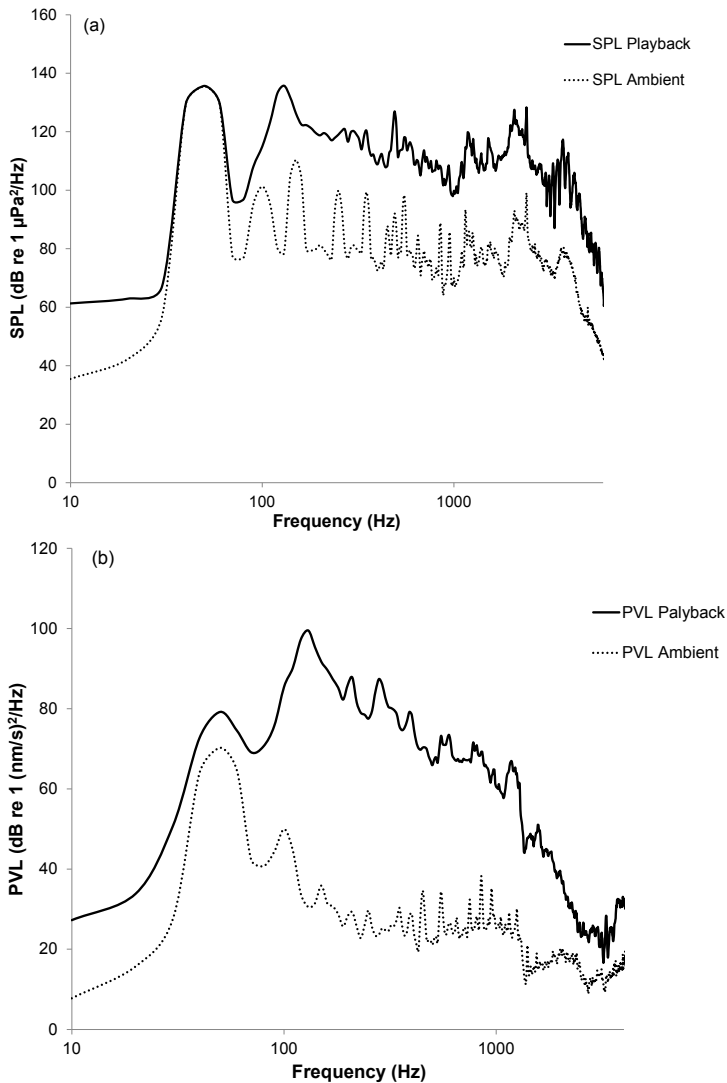 (a)
SPL Playback
SPL Ambient
160
140
120
100
80
60
40
20
0
SPL (dB re 1 µPa²/Hz)
10 100 1000
Frequency (Hz)
(b)
PVL Palyback
PVL Ambient
120
100
80
60
40
20
0
PVL (dB re 1 (nm/s)²/Hz)
10 100 1000
Frequency (Hz)